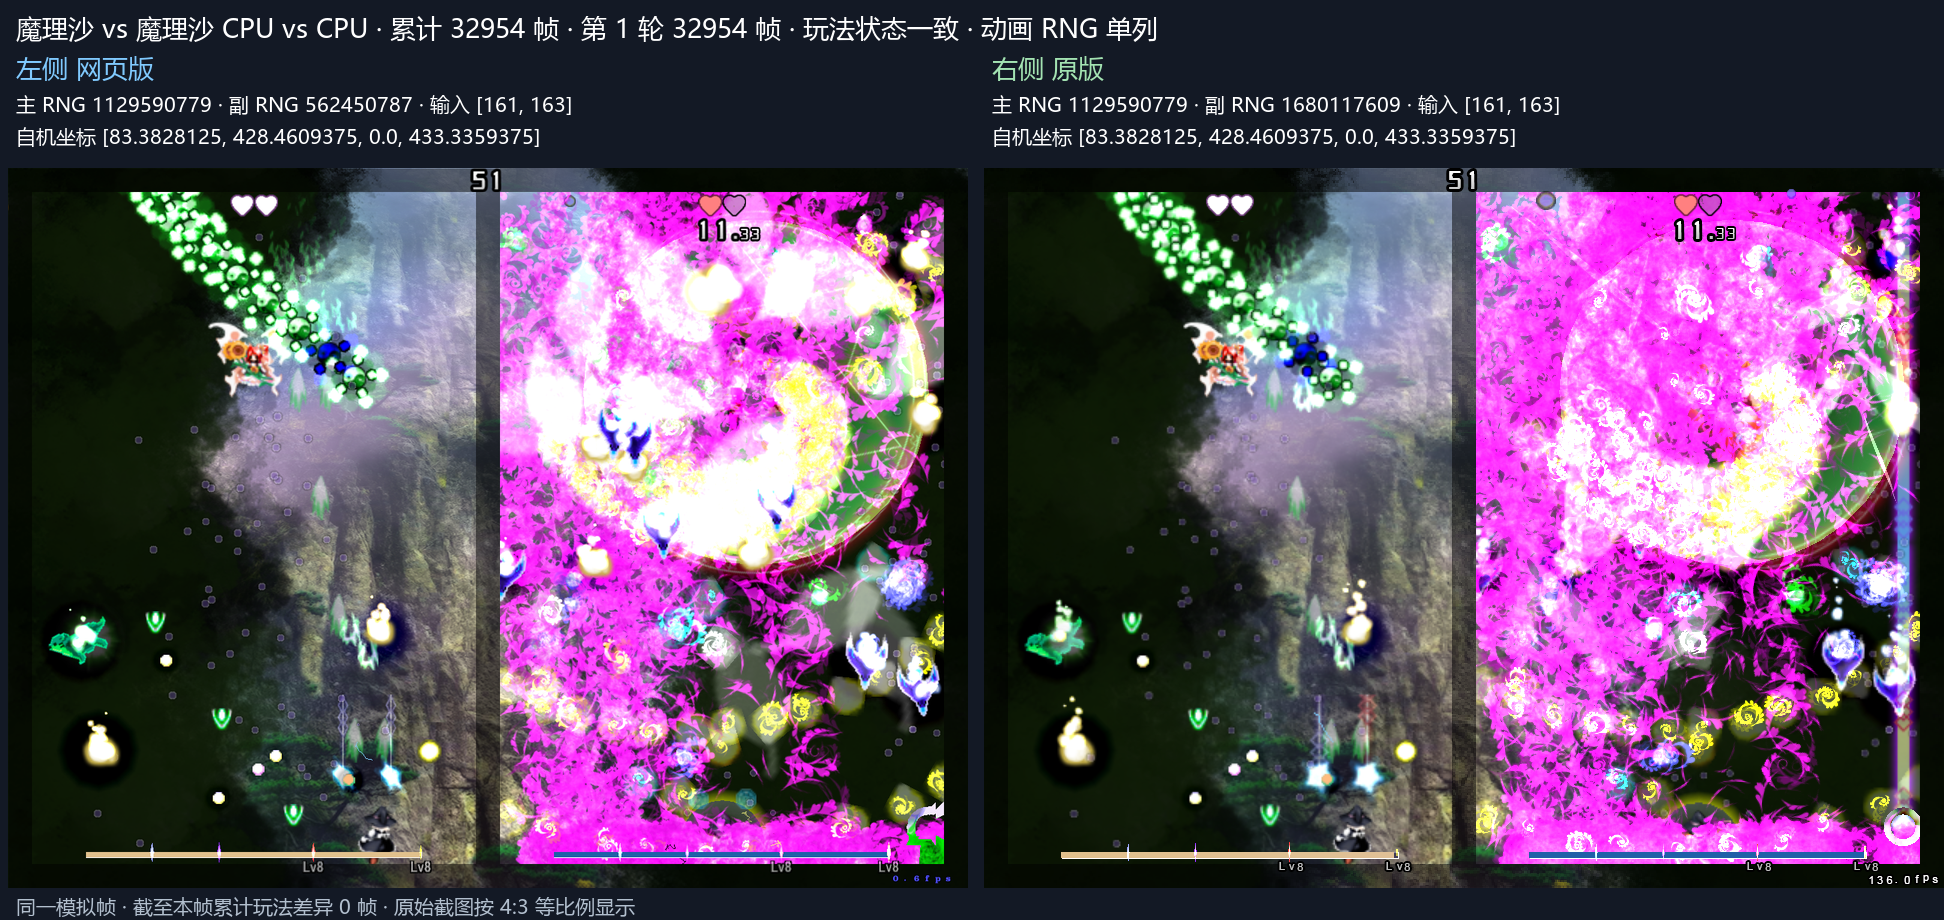 魔理沙 vs 魔理沙 CPU vs CPU · 累计 32954 帧 · 第 1 轮 32954 帧 · 玩法状态一致 · 动画 RNG 单列
左侧 网页版
主 RNG 1129590779 · 副 RNG 562450787 · 输入 [161, 163]
自机坐标 [83.3828125, 428.4609375, 0.0, 433.3359375]
右侧 原版
主 RNG 1129590779 · 副 RNG 1680117609 · 输入 [161, 163]
自机坐标 [83.3828125, 428.4609375, 0.0, 433.3359375]
51
11.33
Lv8
Lv8
Lv8
Lv8
0.6fps
51
11.33
Lv8
Lv8
Lv8
Lv8
136.0fps
同一模拟帧 · 截至本帧累计玩法差异 0 帧 · 原始截图按 4:3 等比例显示